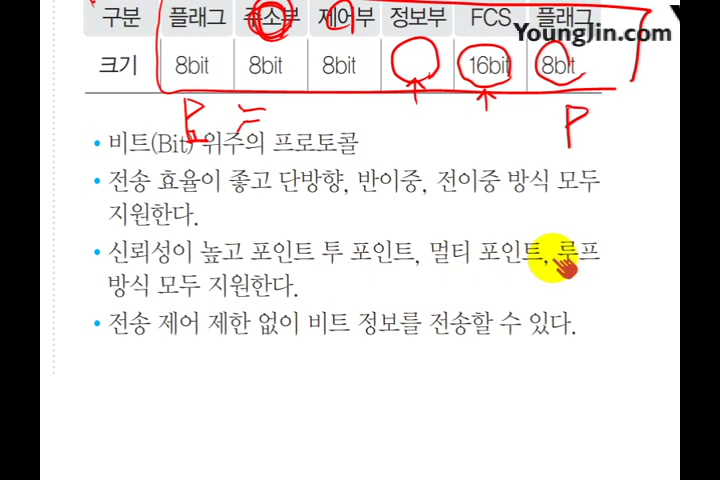 구분 플래그 주소부 제어부 정보부 FCS 플래그
YoungJin.com
크기 8bit 8bit 8bit 16bit 8bit
P P
• 비트(Bit) 위주의 프로토콜
• 전송 효율이 좋고 단방향, 반이중, 전이중 방식 모두
지원한다.
• 신뢰성이 높고 포인트 투 포인트, 멀티 포인트, 루프
방식 모두 지원한다.
• 전송 제어 제한 없이 비트 정보를 전송할 수 있다.